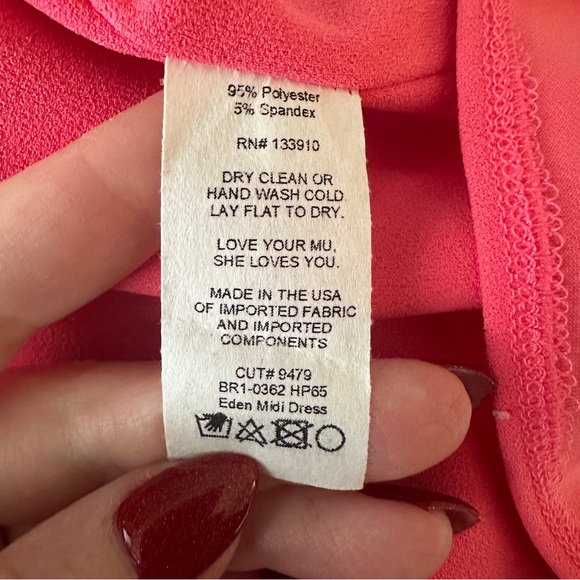 95% Polyester
5% Spandex
RN# 133910
DRY CLEAN OR
HAND WASH COLD
LAY FLAT TO DRY.
LOVE YOUR MU,
SHE LOVES YOU.
MADE IN THE USA
OF IMPORTED FABRIC
AND IMPORTED
COMPONENTS
CUT# 9479
BR1-0362 HP65
Eden Midi Dress